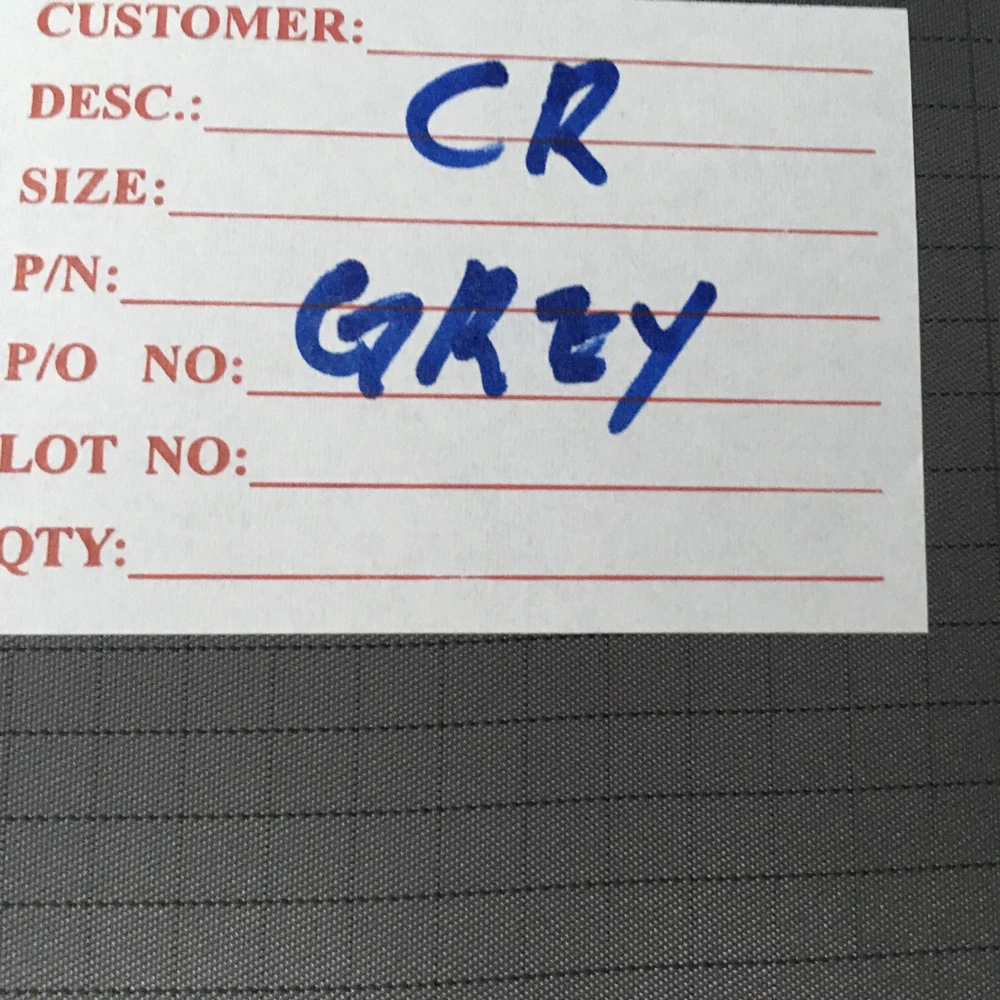 CUSTOMER:
DESC.: CR
SIZE:
P/N: GREY
P/O NO:
LOT NO:
QTY: